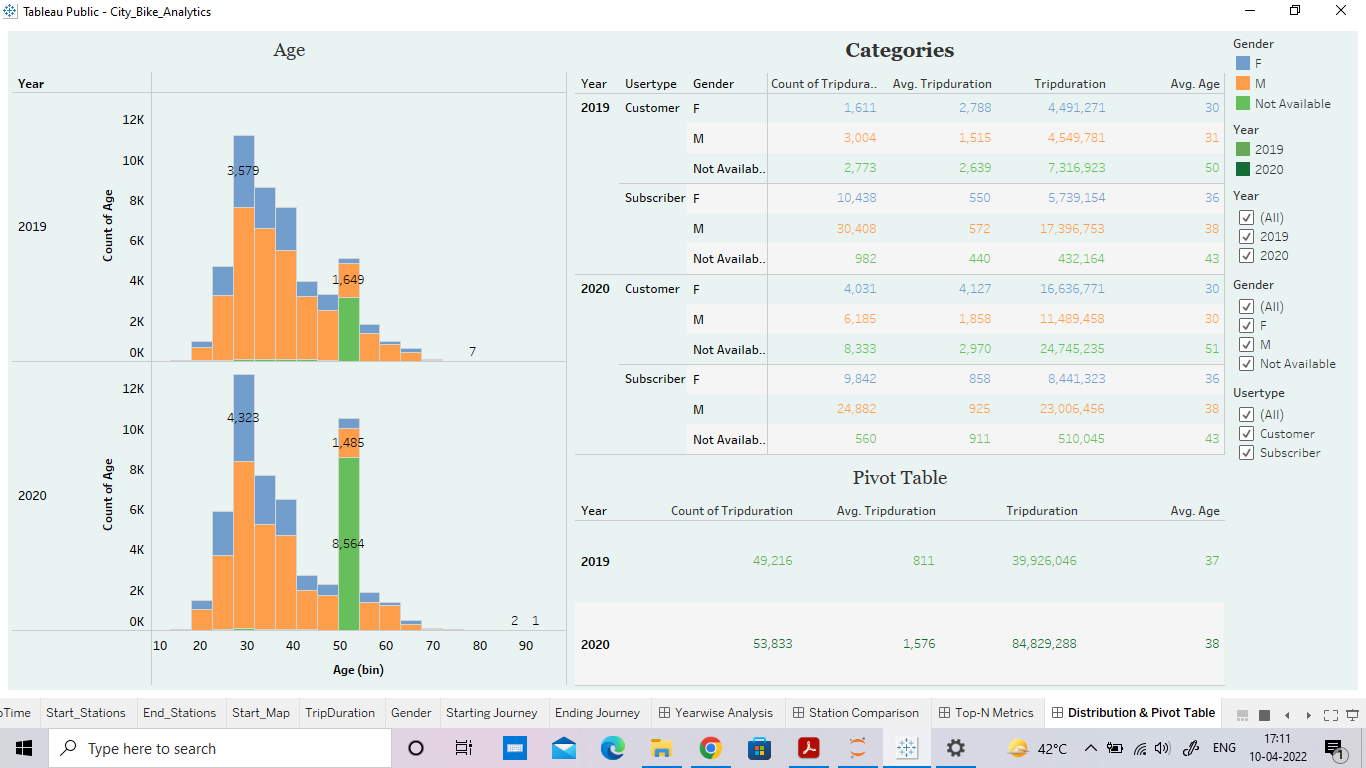 Tableau Public - City_Bike_Analytics
Age
Year
2019
Count of Age
12K
10K
8K
6K
4K
2K
0K
3,579
1,649
7
2020
Count of Age
12K
10K
8K
6K
4K
2K
0K
4,323
1,485
8,564
2 1
10 20 30 40 50 60 70 80 90
Age (bin)
Categories
Year Usertype Gender Count of Tripdura.. Avg. Tripduration Tripduration Avg. Age
2019 Customer F 1,611 2,788 4,491,271 30
M 3,004 1,515 4,549,781 31
Not Availab.. 2,773 2,639 7,316,923 50
Subscriber F 10,438 550 5,739,154 36
M 30,408 572 17,396,753 38
Not Availab.. 982 440 432,164 43
2020 Customer F 4,031 4,127 16,636,771 30
M 6,185 1,858 11,489,458 30
Not Availab.. 8,333 2,970 24,745,235 51
Subscriber F 9,842 858 8,441,323 36
M 24,882 925 23,006,456 38
Not Availab.. 560 911 510,045 43
Pivot Table
Year Count of Tripduration Avg. Tripduration Tripduration Avg. Age
2019 49,216 811 39,926,046 37
2020 53,833 1,576 84,829,288 38
Gender
F
M
Not Available
Year
2019
2020
Year
(All)
2019
2020
Gender
(All)
F
M
Not Available
Usertype
(All)
Customer
Subscriber
oTime Start_Stations End_Stations Start_Map TripDuration Gender Starting Journey Ending Journey Yearwise Analysis Station Comparison Top-N Metrics Distribution & Pivot Table
Type here to search
42°C
ENG
17:11
10-04-2022
1